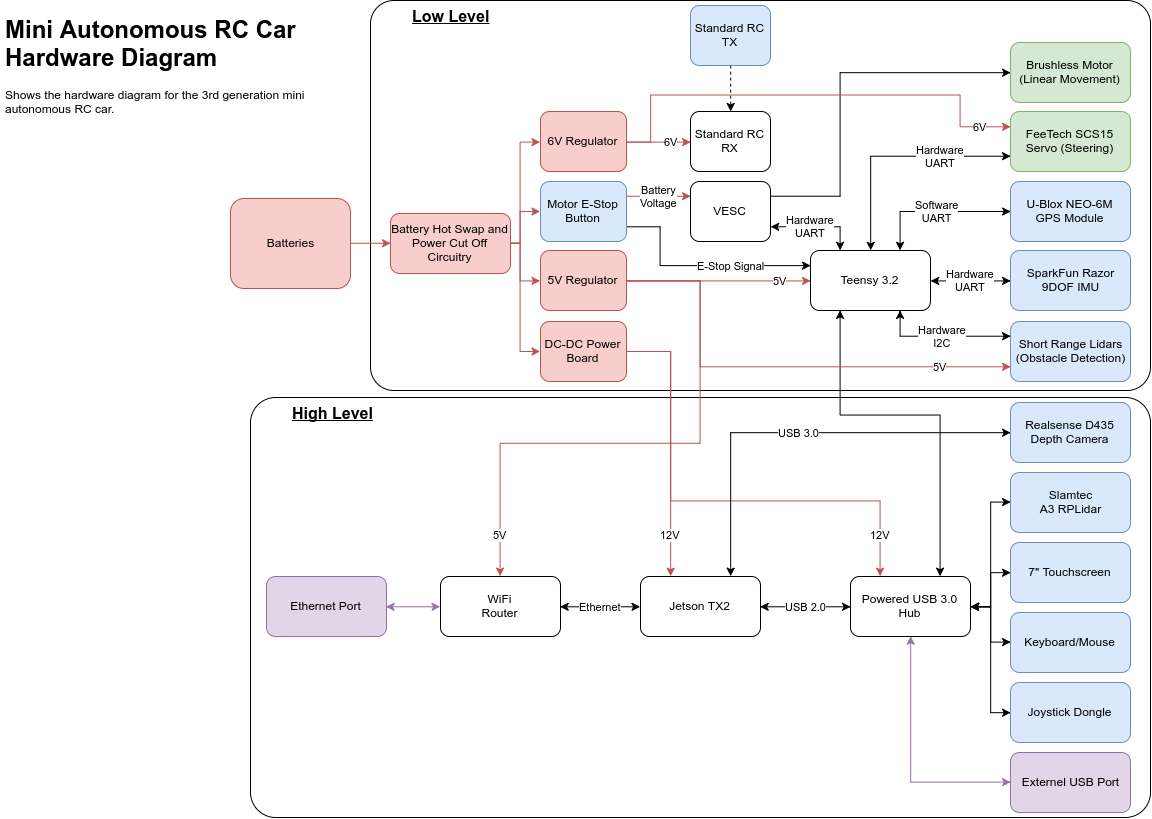 Mini Autonomous RC Car
Hardware Diagram
Shows the hardware diagram for the 3rd generation mini
autonomous RC car.
Low Level
Standard RC
TX
Brushless Motor
(Linear Movement)
6V Regulator
6V
Standard RC
RX
6V
FeeTech SCS15
Servo (Steering)
Hardware
UART
Batteries
Battery Hot Swap and
Power Cut Off
Circuitry
Motor E-Stop
Button
Battery
Voltage
VESC
Hardware
UART
Software
UART
U-Blox NEO-6M
GPS Module
E-Stop Signal
5V Regulator
5V
Teensy 3.2
Hardware
UART
SparkFun Razor
9DOF IMU
DC-DC Power
Board
Hardware
I2C
Short Range Lidars
(Obstacle Detection)
5V
High Level
USB 3.0
Realsense D435
Depth Camera
Slamtec
A3 RPLidar
5V
12V
12V
7" Touchscreen
Ethernet Port
WiFi
Router
Ethernet
Jetson TX2
USB 2.0
Powered USB 3.0
Hub
Keyboard/Mouse
Joystick Dongle
Externel USB Port